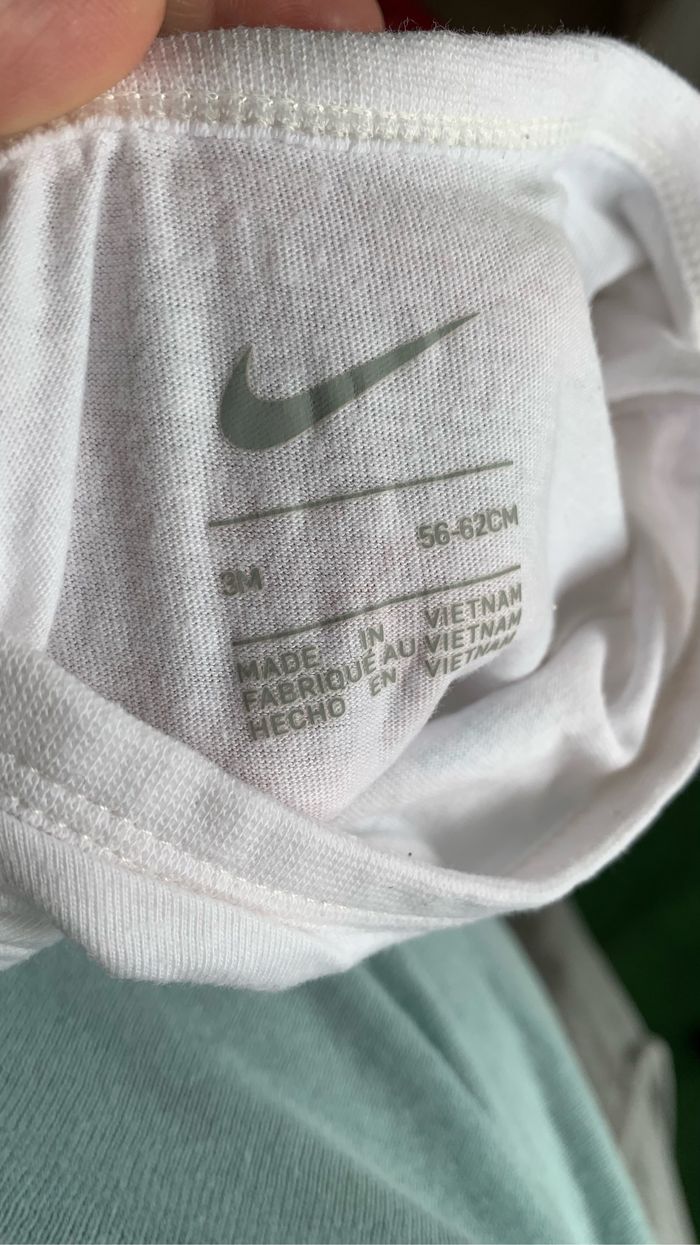 3M 56-62CM
MADE IN VIETNAM
FABRIQUÉ AU VIETNAM
HECHO EN VIETNAM